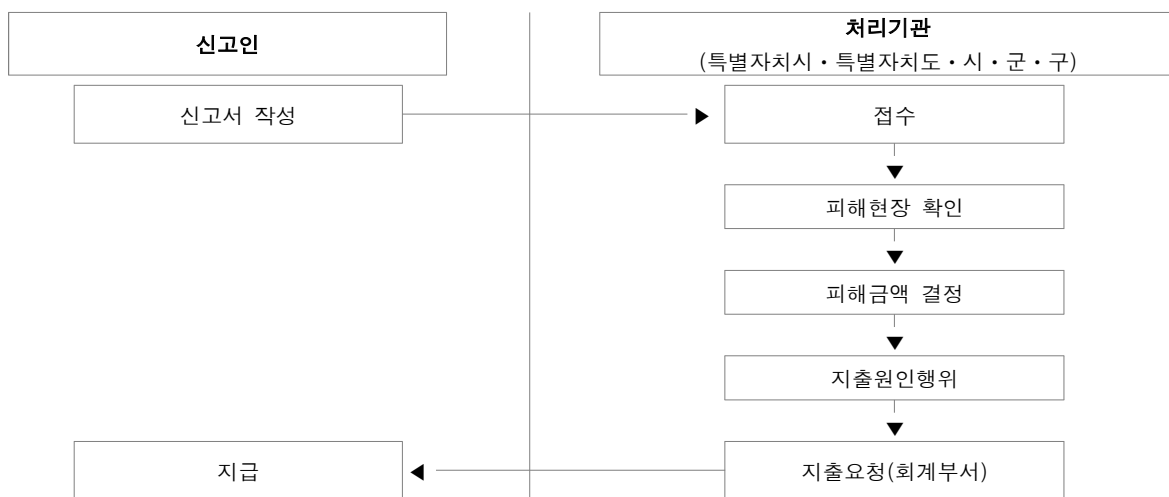 신고인
처리기관
(특별자치시・특별자치도・시・군・구)
신고서 작성
접수
피해현장 확인
피해금액 결정
지출원인행위
지급
지출요청(회계부서)